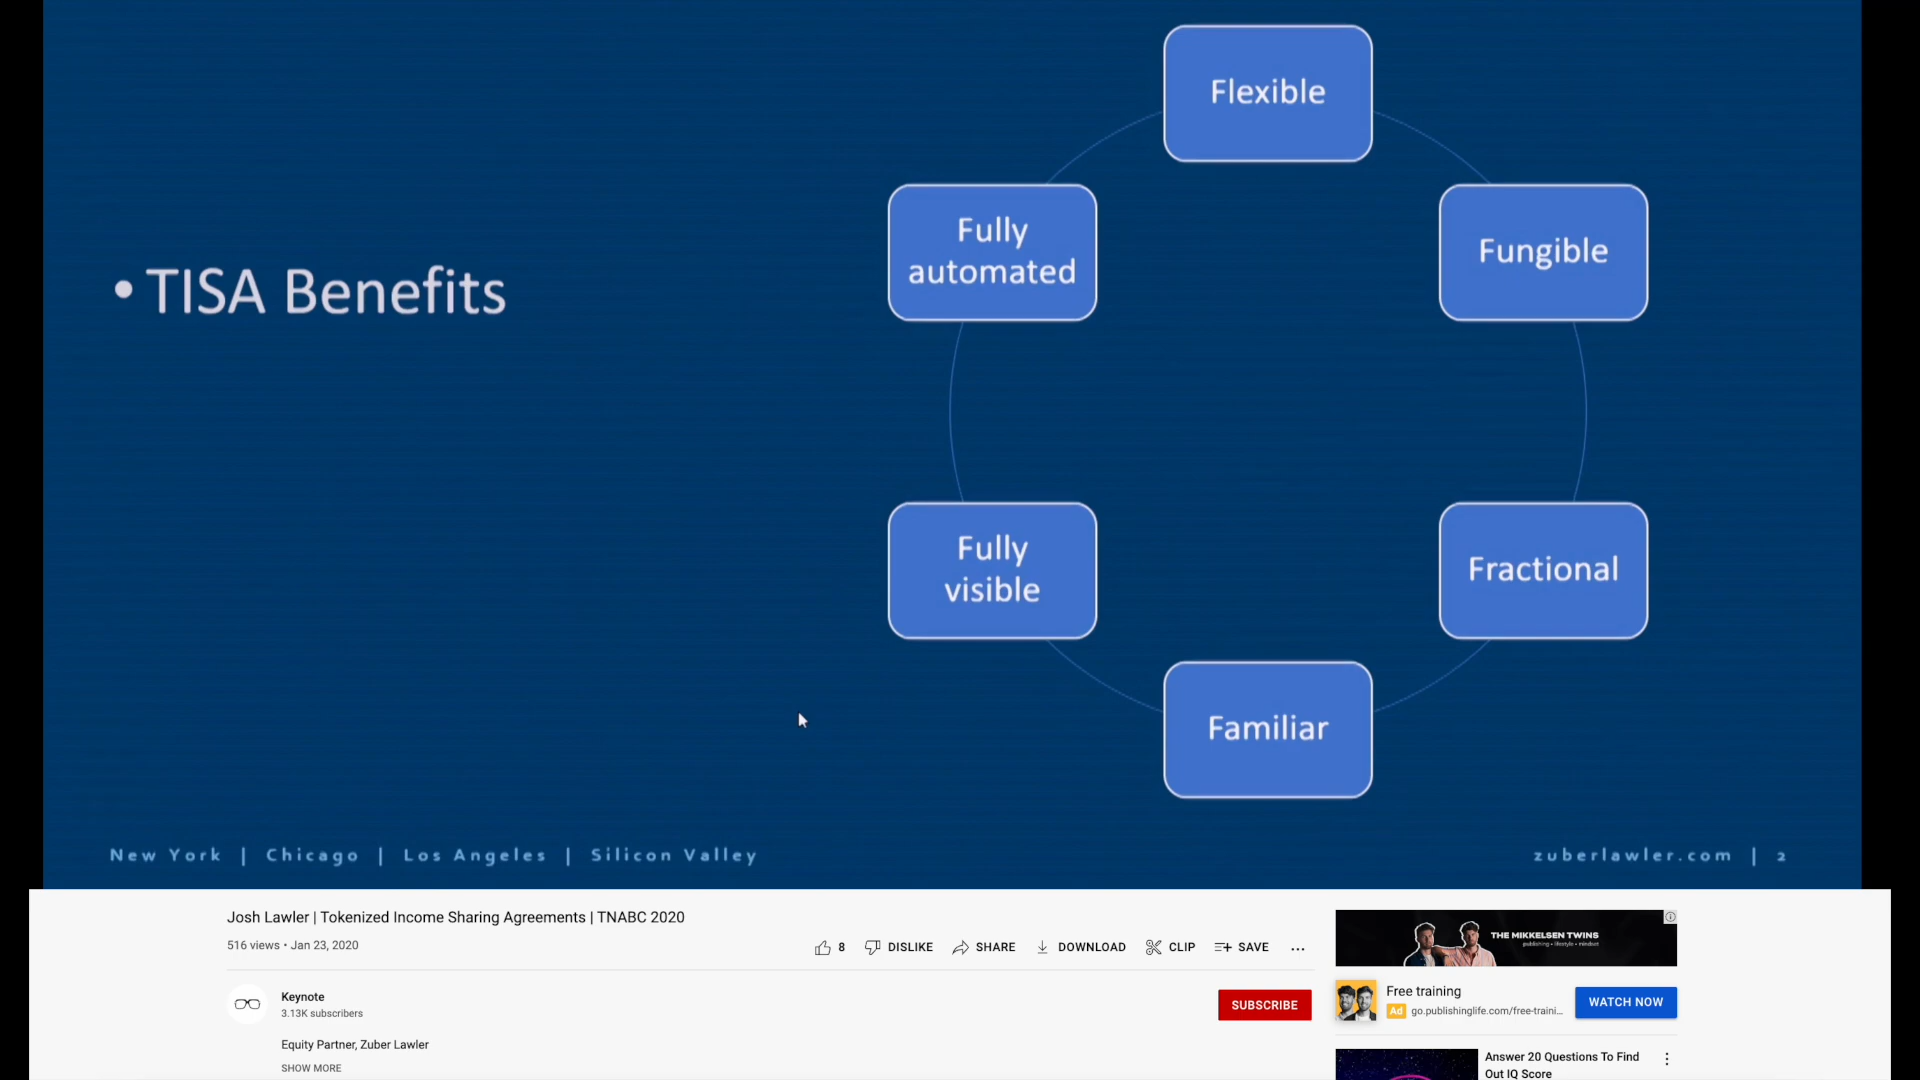 Flexible
Fully
automated
Fungible
• TISA Benefits
Fully
visible
Fractional
Familiar
New York | Chicago | Los Angeles | Silicon Valley
zuberlawler.com | 2
Josh Lawler | Tokenized Income Sharing Agreements | TNABC 2020
516 views • Jan 23, 2020
8 DISLIKE SHARE DOWNLOAD CLIP SAVE ...
Keynote
3.13K subscribers
SUBSCRIBE
Equity Partner, Zuber Lawler
SHOW MORE
THE MIKKELSEN TWINS
publishing • lifestyle • mindset
Free training
Ad go.publishinglife.com/free-traini...
WATCH NOW
Answer 20 Questions To Find
Out IQ Score